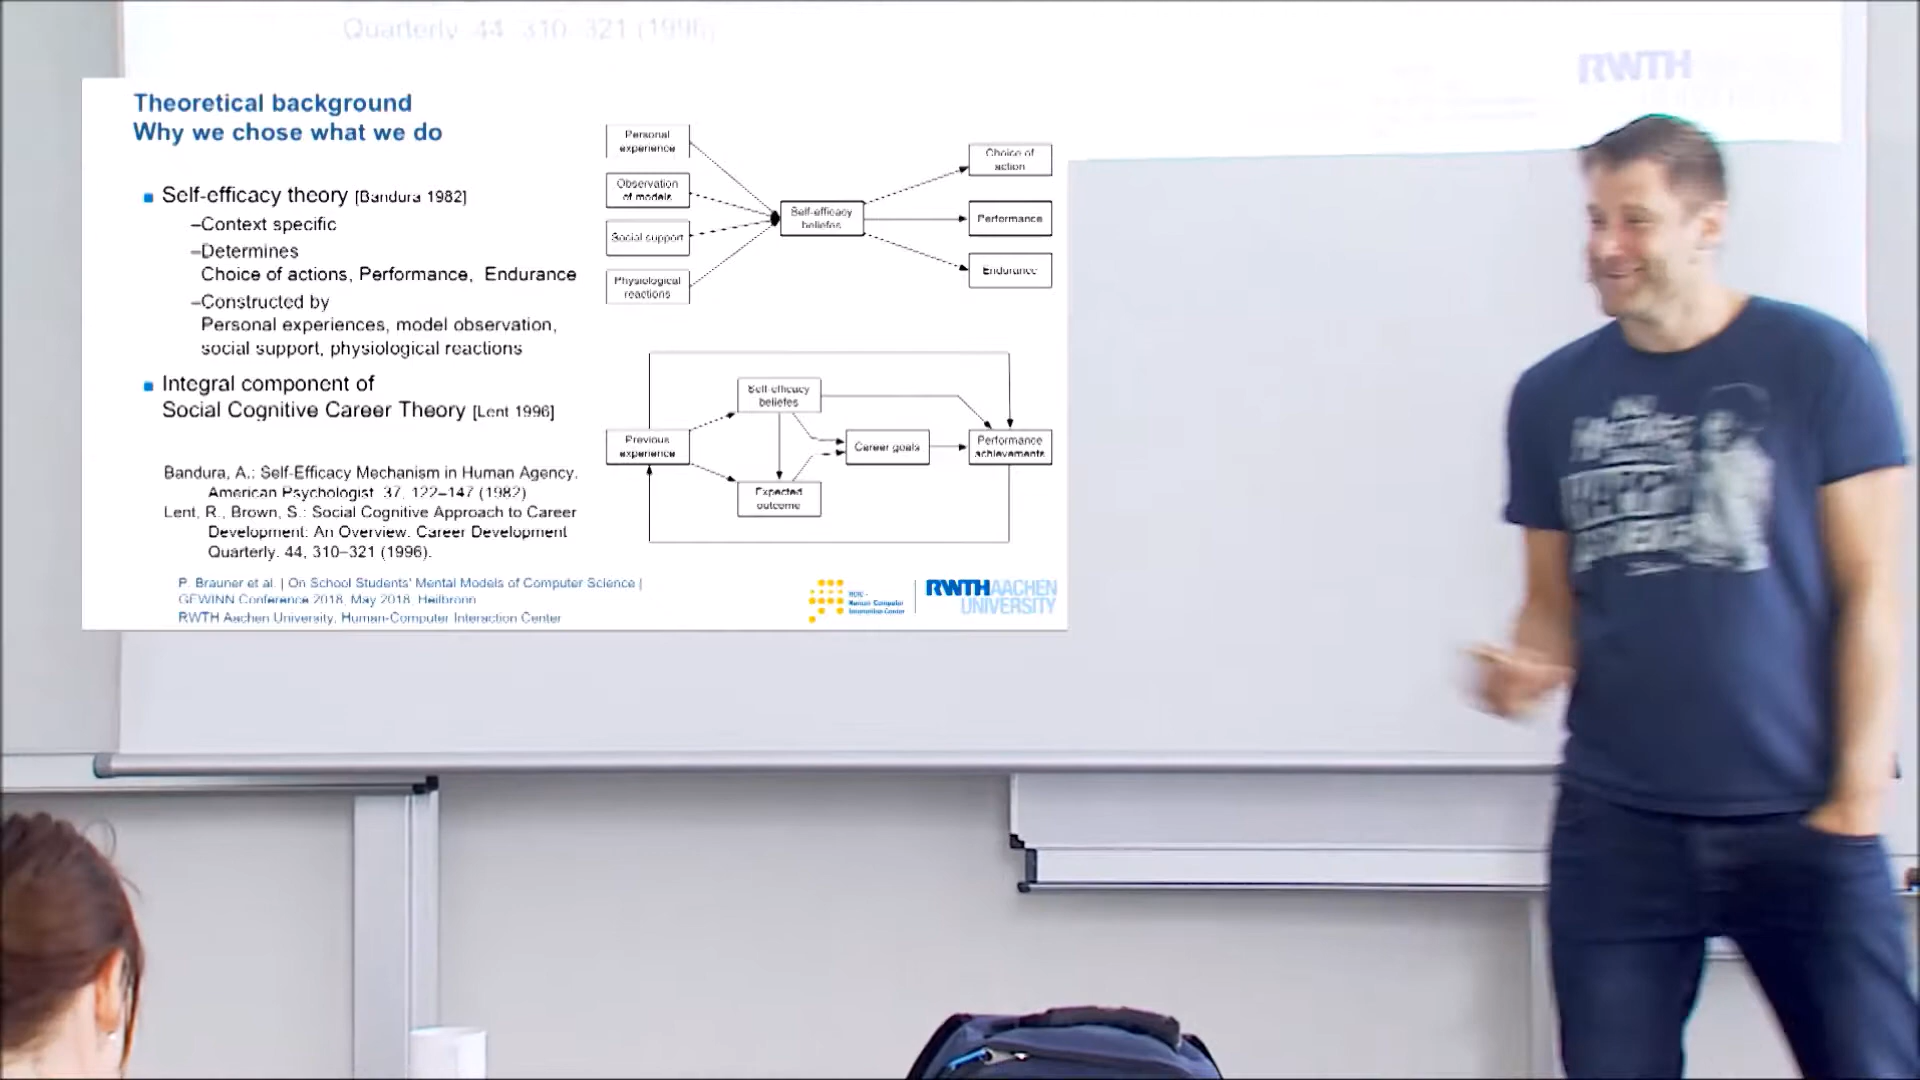 Quarterly. 44, 310–321 (1996)
RWTH
Theoretical background
Why we chose what we do
Self-efficacy theory [Bandura 1982]
–Context specific
–Determines
Choice of actions, Performance, Endurance
–Constructed by
Personal experiences, model observation,
social support, physiological reactions
Integral component of
Social Cognitive Career Theory [Lent 1996]
Bandura, A.: Self-Efficacy Mechanism in Human Agency.
American Psychologist. 37, 122–147 (1982)
Lent, R., Brown, S.: Social Cognitive Approach to Career
Development: An Overview. Career Development
Quarterly. 44, 310–321 (1996).
Personal
experience
Observation
of models
Social support
Physiological
reactions
Self-efficacy
beliefes
Choice of
action
Performance
Endurance
Previous
experience
Self-efficacy
beliefes
Expected
outcome
Career goals
Performance
achievements
P. Brauner et al. | On School Students' Mental Models of Computer Science |
GEWINN Conference 2018, May 2018, Heilbronn
RWTH Aachen University, Human-Computer Interaction Center
Human-Computer
Interaction Center
RWTH AACHEN
UNIVERSITY